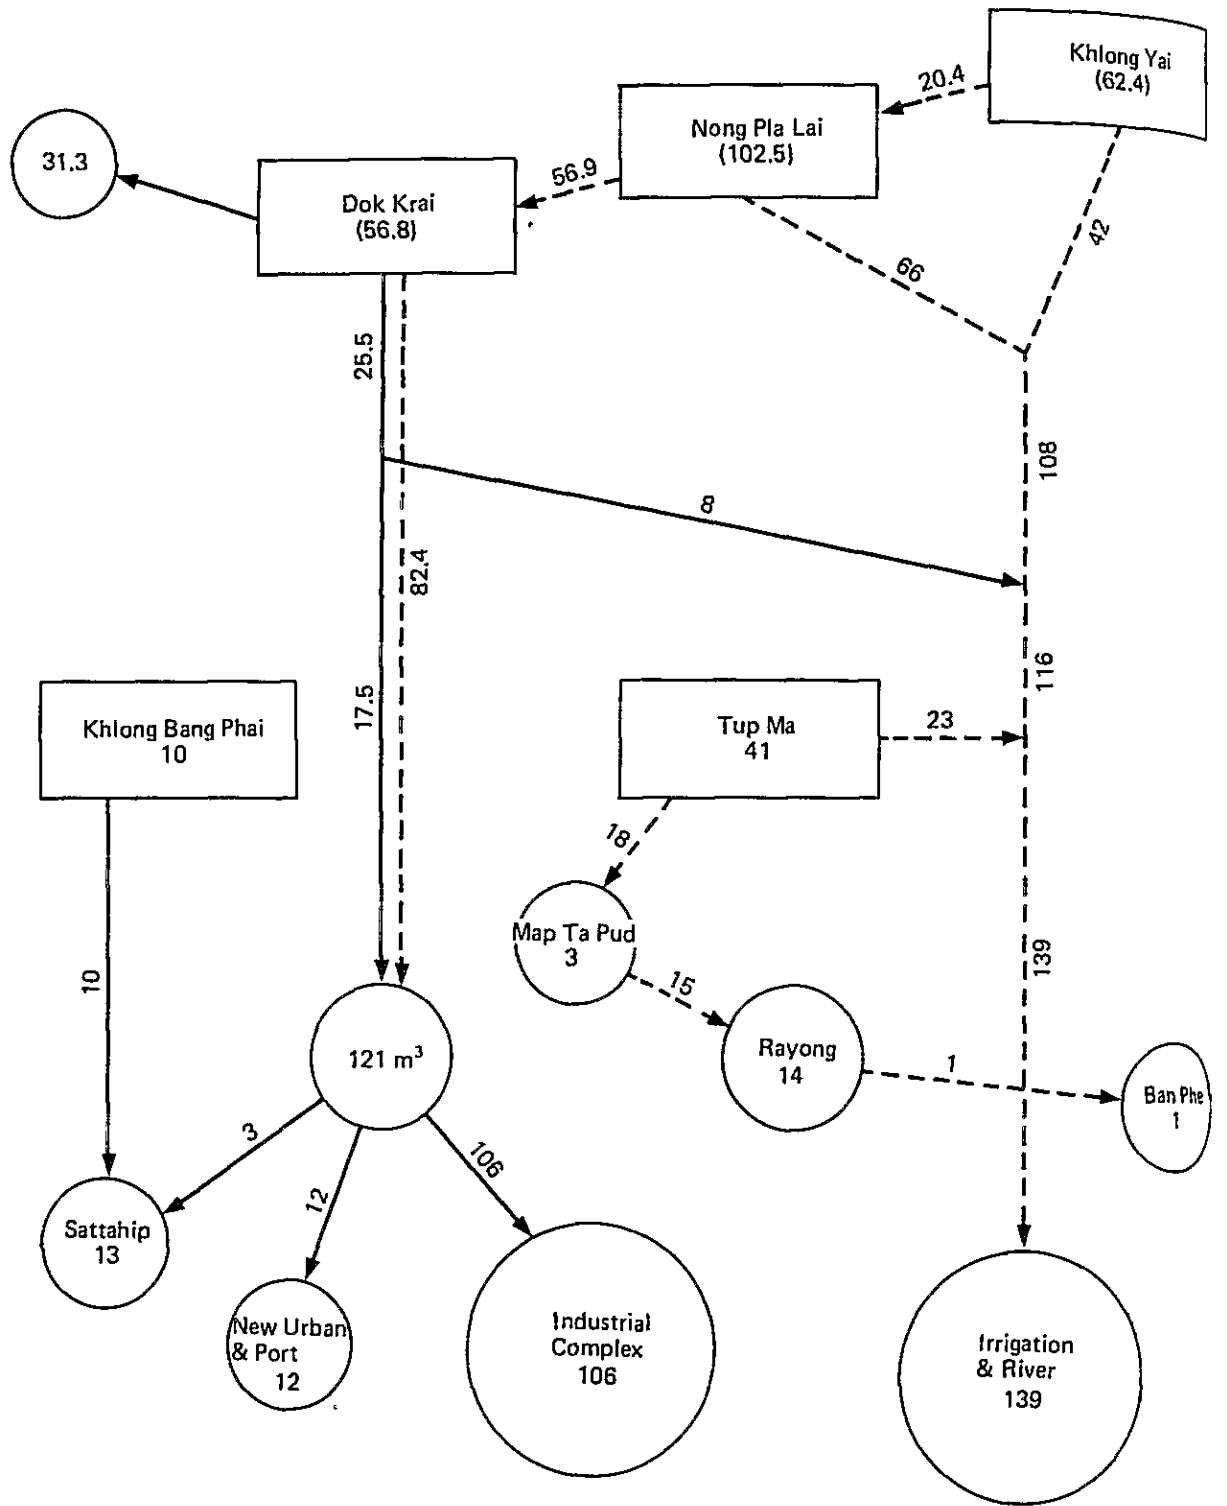 Khlong Yai
(62.4)
20.4
Nong Pla Lai
(102.5)
31.3
56.9
Dok Krai
(56.8)
42
66
25.5
108
8
82.4
116
17.5
Khlong Bang Phai
10
Tup Ma
41
23
18
Map Ta Pud
3
139
10
15
121 m³
Rayong
14
1
Ban Phe
1
3
106
12
Sattahip
13
New Urban
& Port
12
Industrial
Complex
106
Irrigation
& River
139